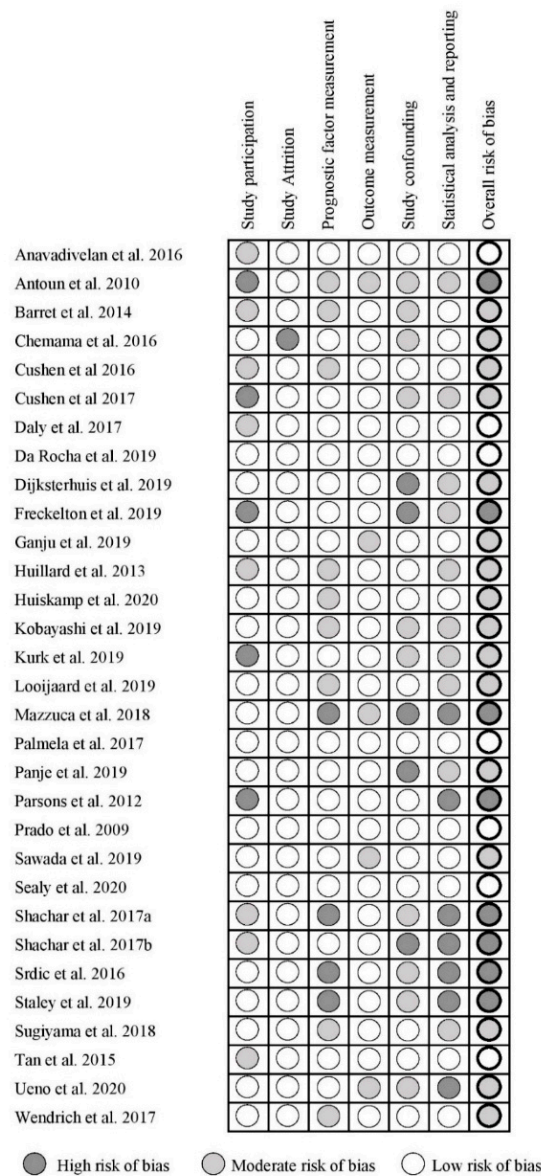 Study participation
Study Attrition
Prognostic factor measurement
Outcome measurement
Study confounding
Statistical analysis and reporting
Overall risk of bias
Anavadivelan et al. 2016
Antoun et al. 2010
Barret et al. 2014
Chemama et al. 2016
Cushen et al 2016
Cushen et al 2017
Daly et al. 2017
Da Rocha et al. 2019
Dijksterhuis et al. 2019
Freckelton et al. 2019
Ganju et al. 2019
Huillard et al. 2013
Huiskamp et al. 2020
Kobayashi et al. 2019
Kurk et al. 2019
Looijaard et al. 2019
Mazzuca et al. 2018
Palmela et al. 2017
Panje et al. 2019
Parsons et al. 2012
Prado et al. 2009
Sawada et al. 2019
Sealy et al. 2020
Shachar et al. 2017a
Shachar et al. 2017b
Srdic et al. 2016
Staley et al. 2019
Sugiyama et al. 2018
Tan et al. 2015
Ueno et al. 2020
Wendrich et al. 2017
High risk of bias Moderate risk of bias Low risk of bias